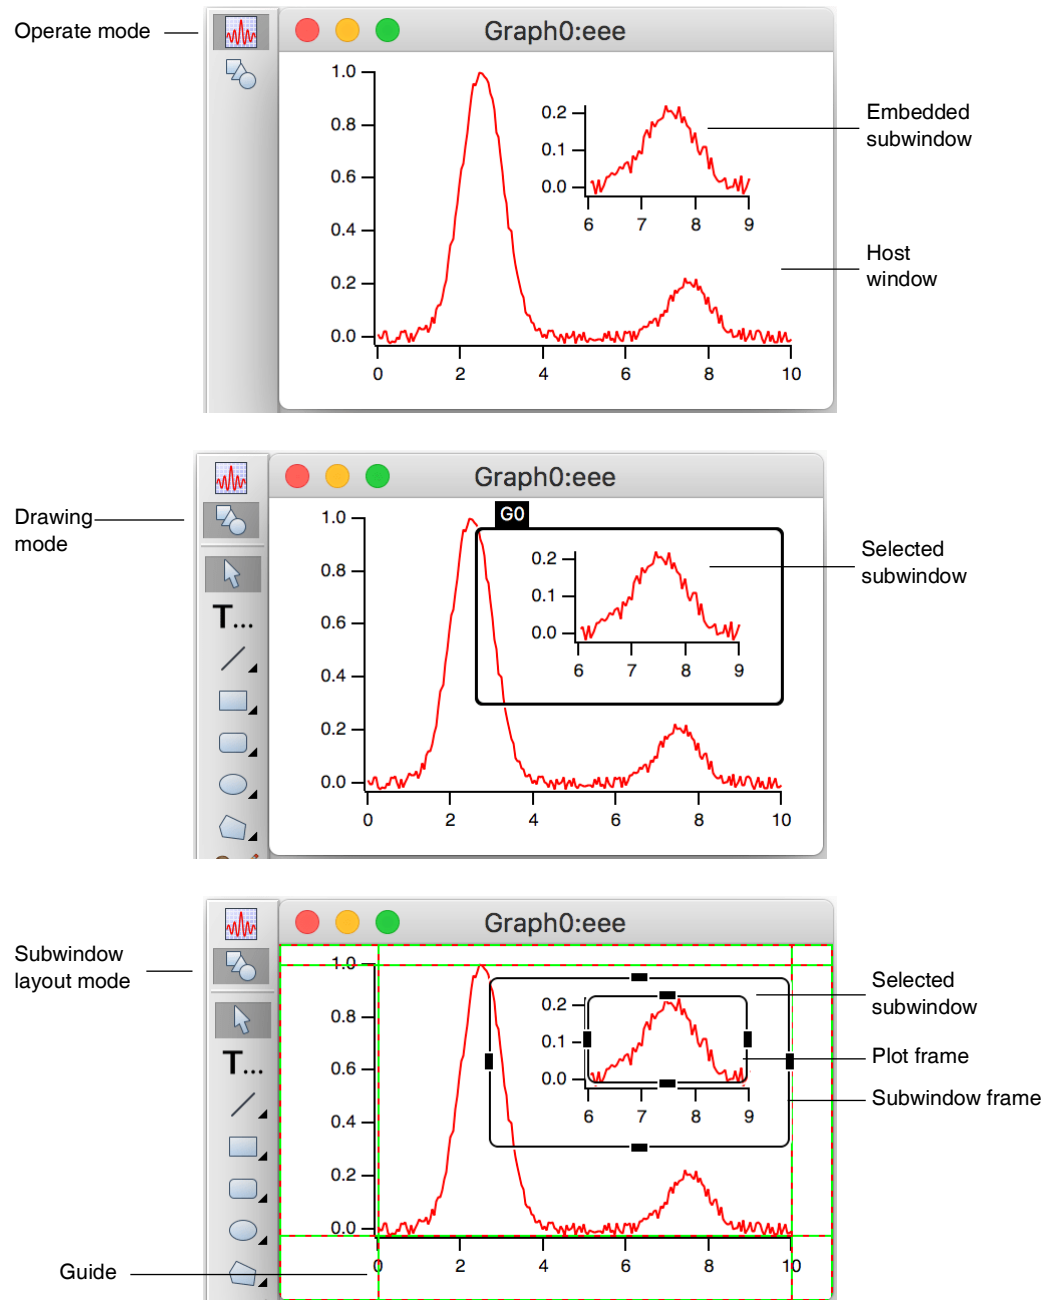 Operate mode
Graph0:eee
1.0
0.8
0.6
0.4
0.2
0.0
0 2 4 6 8 10
0.2
0.1
0.0
6 7 8 9
Embedded
subwindow
Host
window
Drawing
mode
T...
Graph0:eee
G0
1.0
0.8
0.6
0.4
0.2
0.0
0 2 4 6 8 10
0.2
0.1
0.0
6 7 8 9
Selected
subwindow
Subwindow
layout mode
T...
Guide
Graph0:eee
1.0
0.8
0.6
0.4
0.2
0.0
0 2 4 6 8 10
0.2
0.1
0.0
6 7 8 9
Selected
subwindow
Plot frame
Subwindow frame